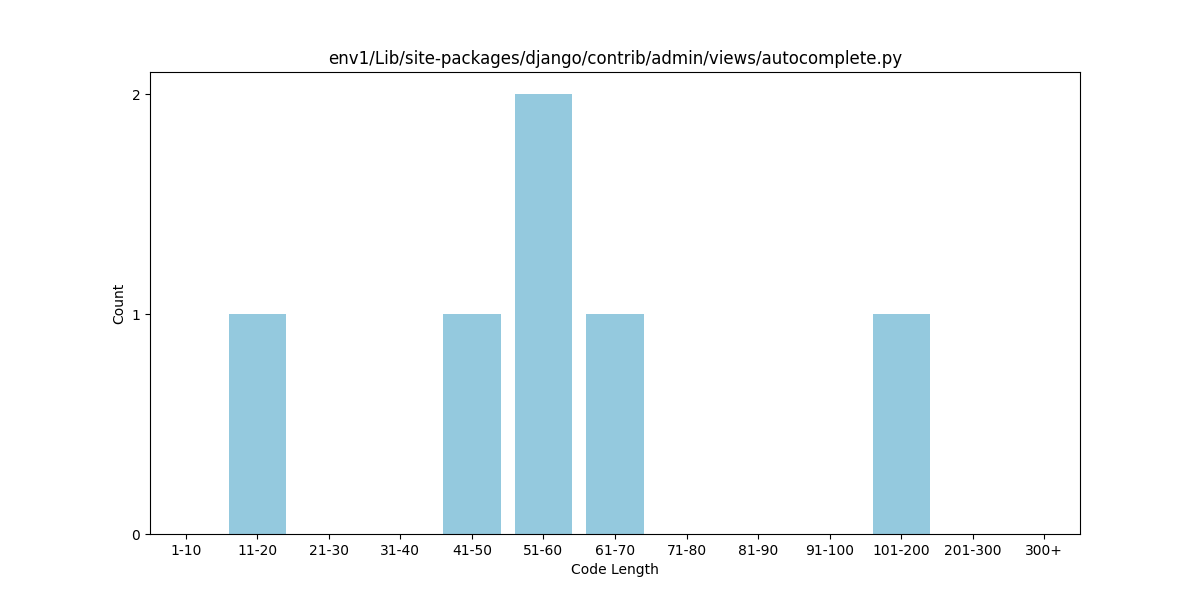 env1/Lib/site-packages/django/contrib/admin/views/autocomplete.py
2
1
0
Count
1-10 11-20 21-30 31-40 41-50 51-60 61-70 71-80 81-90 91-100 101-200 201-300 300+
Code Length